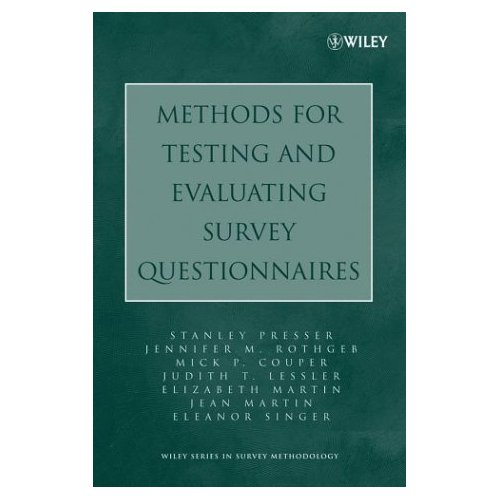 WILEY
METHODS FOR
TESTING AND
EVALUATING
SURVEY
QUESTIONNAIRES
STANLEY PRESSER
JENNIFER M. ROTHGEB
MICK P. COUPER
JUDITH T. LESSLER
ELIZABETH MARTIN
JEAN MARTIN
ELEANOR SINGER
WILEY SERIES IN SURVEY METHODOLOGY